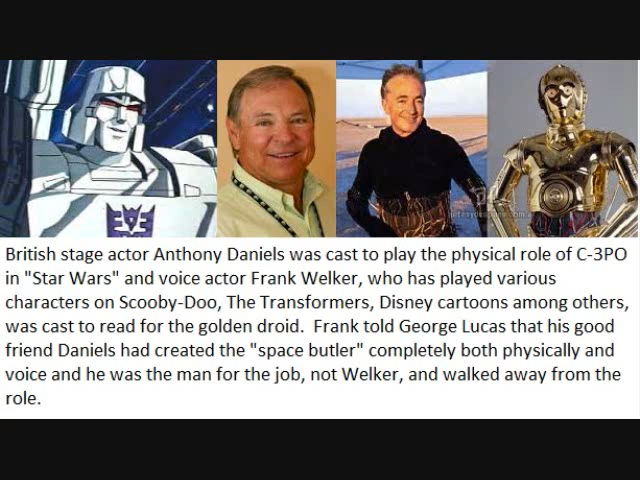 British stage actor Anthony Daniels was cast to play the physical role of C-3PO
in "Star Wars" and voice actor Frank Welker, who has played various
characters on Scooby-Doo, The Transformers, Disney cartoons among others,
was cast to read for the golden droid.  Frank told George Lucas that his good
friend Daniels had created the "space butler" completely both physically and
voice and he was the man for the job, not Welker, and walked away from the
role.